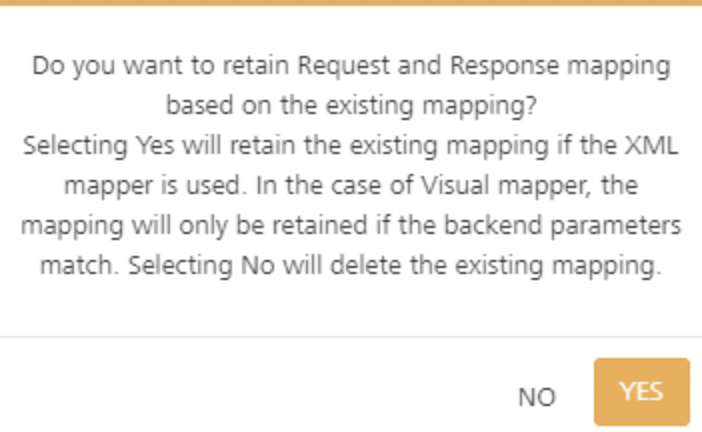 Do you want to retain Request and Response mapping
based on the existing mapping?
Selecting Yes will retain the existing mapping if the XML
mapper is used. In the case of Visual mapper, the
mapping will only be retained if the backend parameters
match. Selecting No will delete the existing mapping.
NO
YES